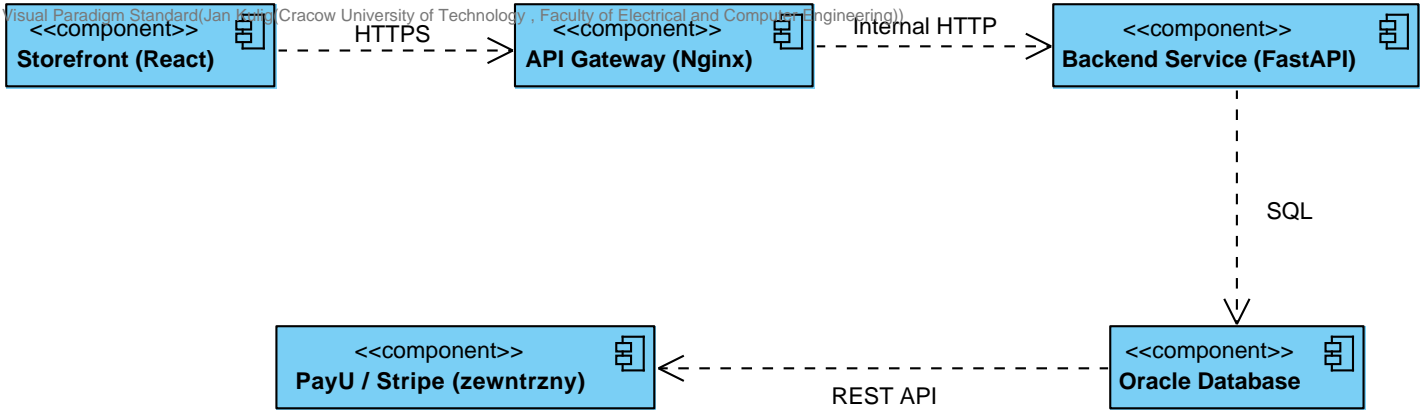 Visual Paradigm Standard(Jan Kulig(Cracow University of Technology , Faculty of Electrical and Computer Engineering))
<<component>>
Storefront (React)
HTTPS
<<component>>
API Gateway (Nginx)
Internal HTTP
<<component>>
Backend Service (FastAPI)
SQL
<<component>>
PayU / Stripe (zewntrzny)
REST API
<<component>>
Oracle Database